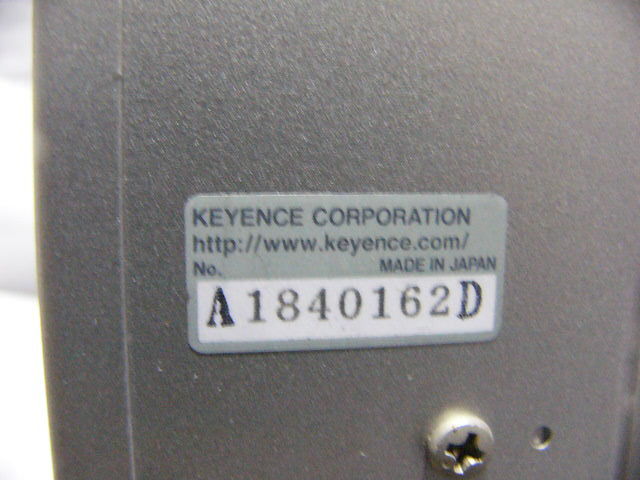 KEYENCE CORPORATION
http://www.keyence.com/
No. MADE IN JAPAN
A1840162D